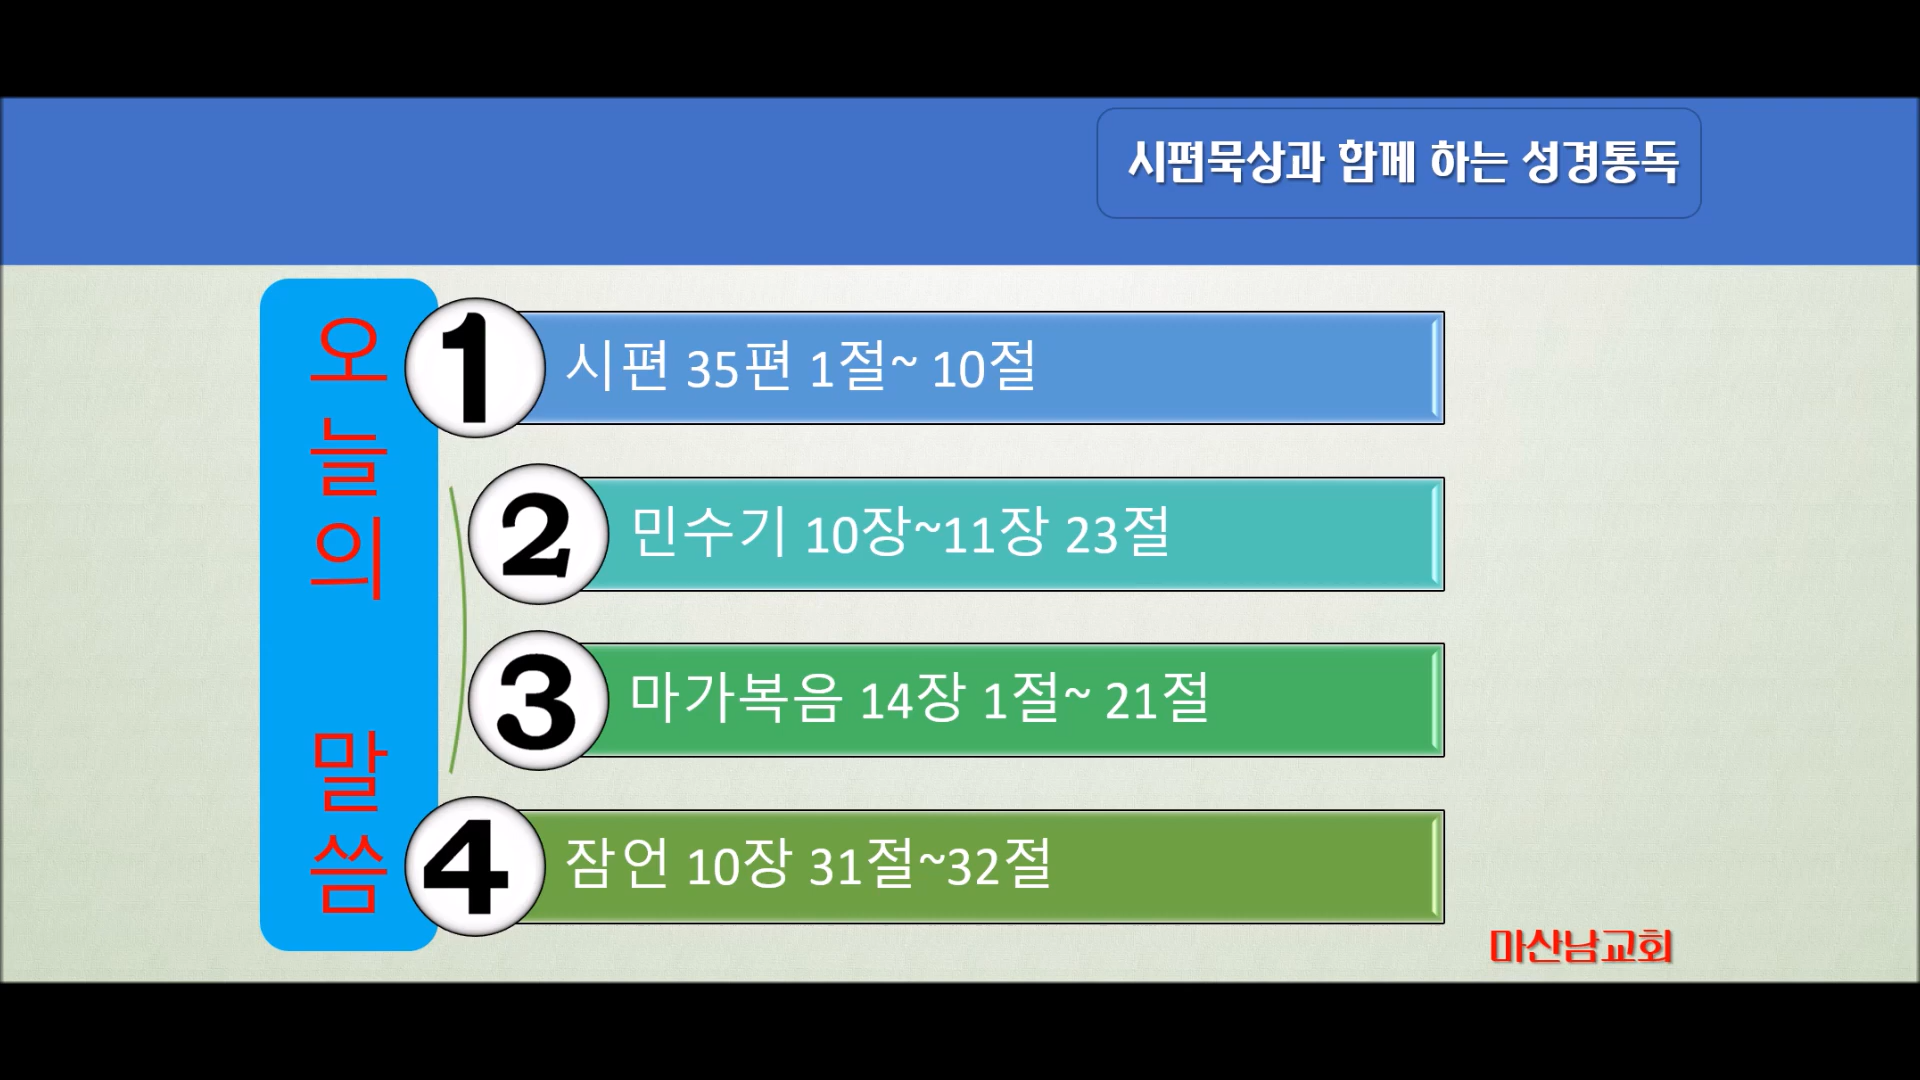 시편묵상과 함께 하는 성경통독
오늘의 말씀
1 시편 35편 1절~ 10절
2 민수기 10장~11장 23절
3 마가복음 14장 1절~ 21절
4 잠언 10장 31절~32절
마산남교회